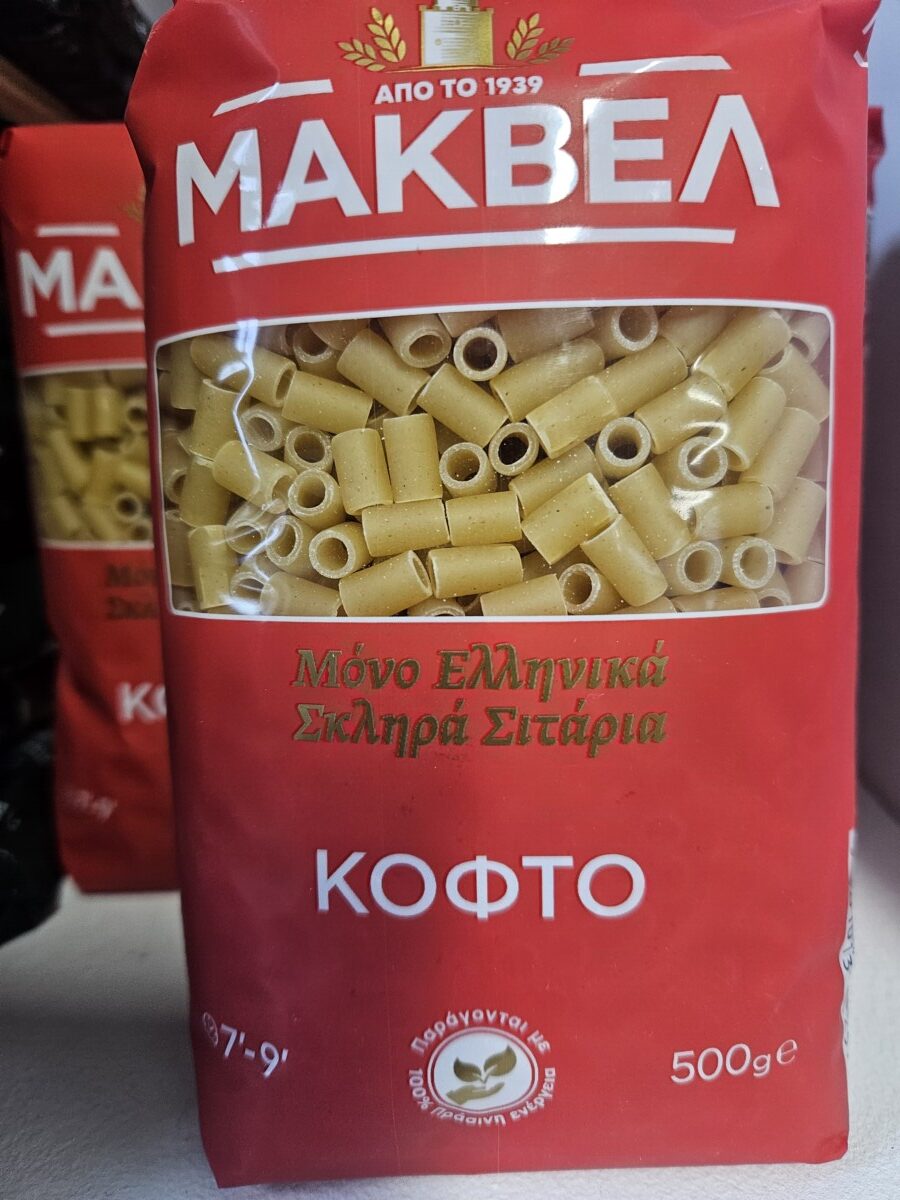 ΑΠΟ ΤΟ 1939
ΜΑΚΒΕΛ
Μόνο Ελληνικά
Σκληρά Σιτάρια
ΚΟΦΤΟ
7'-9'
Παράγονται με
100% Πράσινη ενέργεια
500g e
ΜΑ